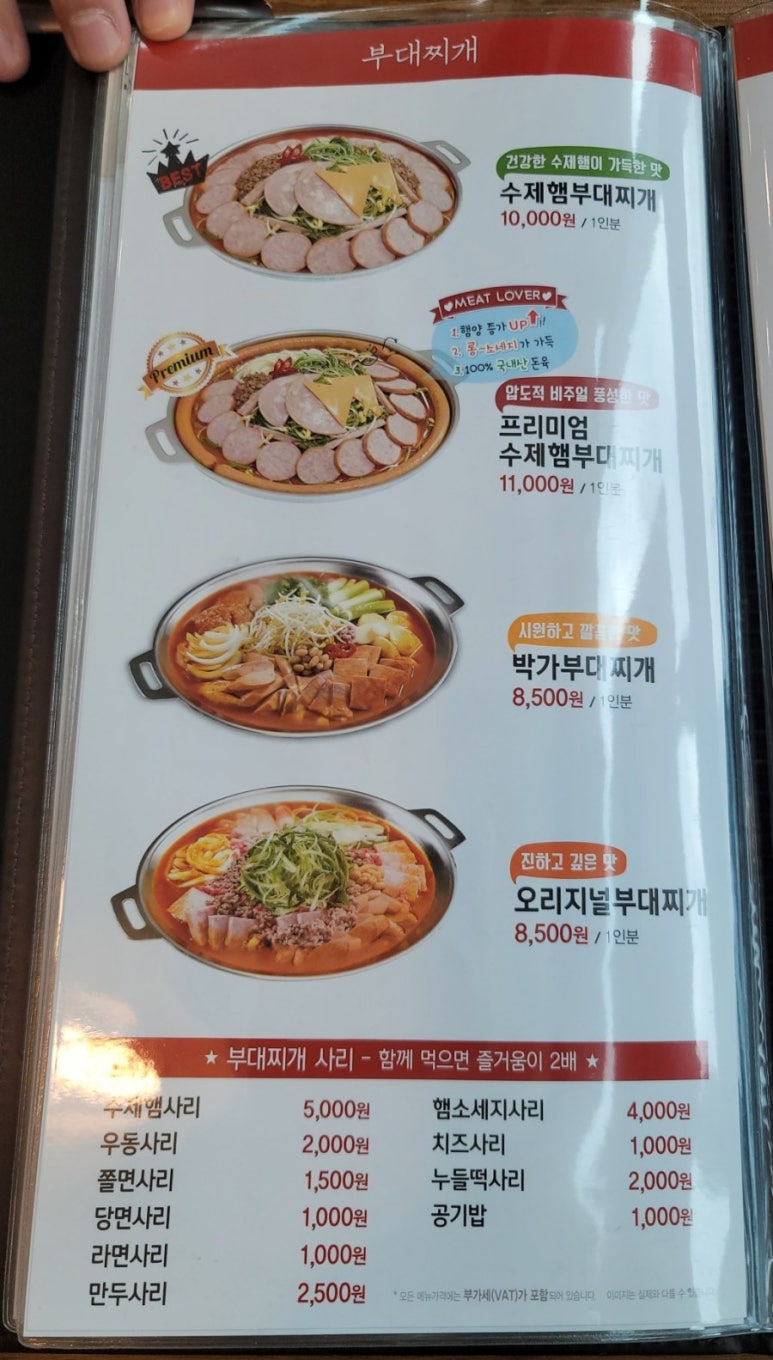 부대찌개
BEST
건강한 수제햄이 가득한 맛
수제햄부대찌개
10,000원 / 1인분
MEAT LOVER
1. 햄양 증가 UP!!
2. 롱~소세지가 가득
3. 100% 국내산 돈육
Premium
압도적 비주얼 풍성한 맛
프리미엄
수제햄부대찌개
11,000원 / 1인분
시원하고 깔끔한 맛
박가부대찌개
8,500원 / 1인분
진하고 깊은 맛
오리지널부대찌개
8,500원 / 1인분
★ 부대찌개 사리 - 함께 먹으면 즐거움이 2배 ★
수제햄사리 5,000원 햄소세지사리 4,000원
우동사리 2,000원 치즈사리 1,000원
쫄면사리 1,500원 누들떡사리 2,000원
당면사리 1,000원 공기밥 1,000원
라면사리 1,000원
만두사리 2,500원
* 모든 메뉴가격에는 부가세(VAT)가 포함되어 있습니다. 이미지는 실제와 다를 수